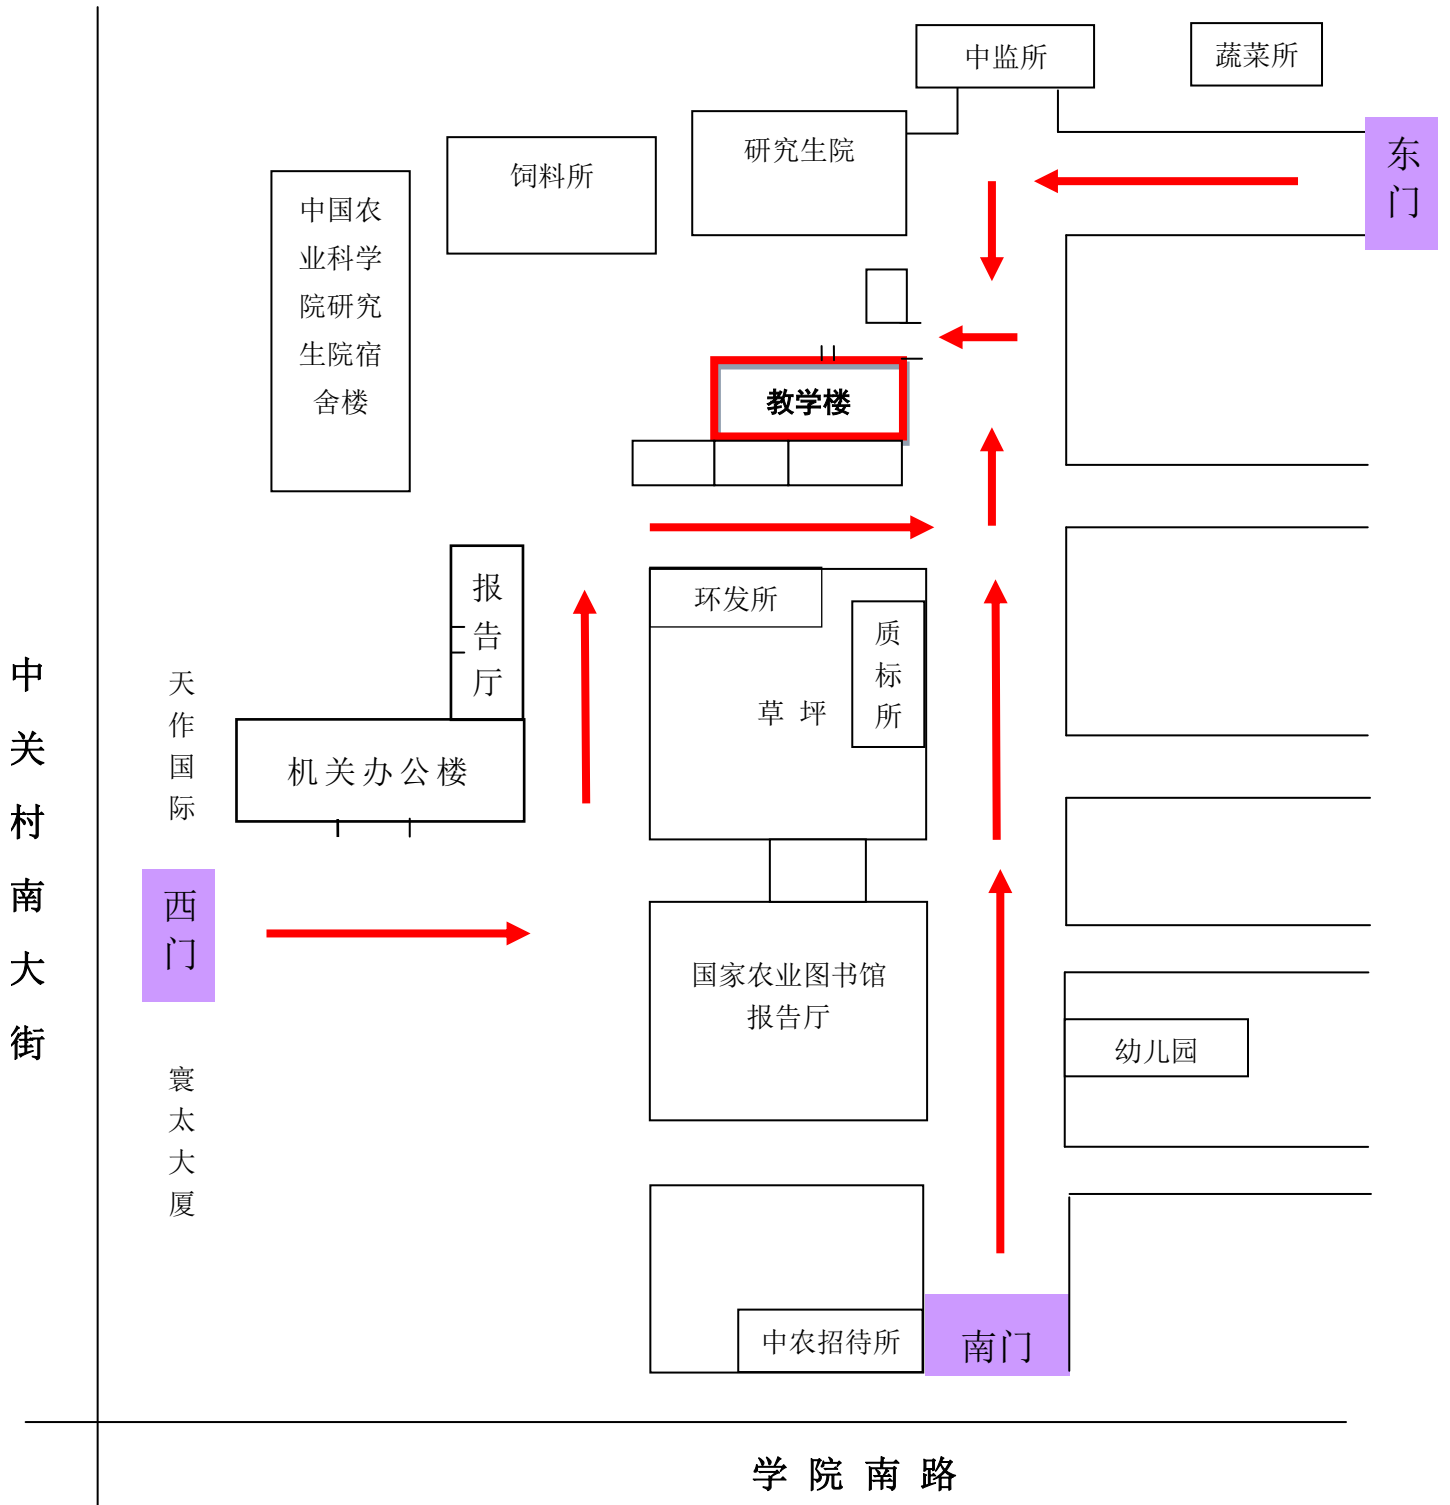 中监所
蔬菜所
研究生院
饲料所
东
门
中国农
业科学
院研究
生院宿
舍楼
教学楼
报
告
厅
环发所
质
标
所
草 坪
天
作
国
际
机关办公楼
中
关
村
南
大
街
西
门
国家农业图书馆
报告厅
幼儿园
寰
太
大
厦
中农招待所
南门
学 院 南 路